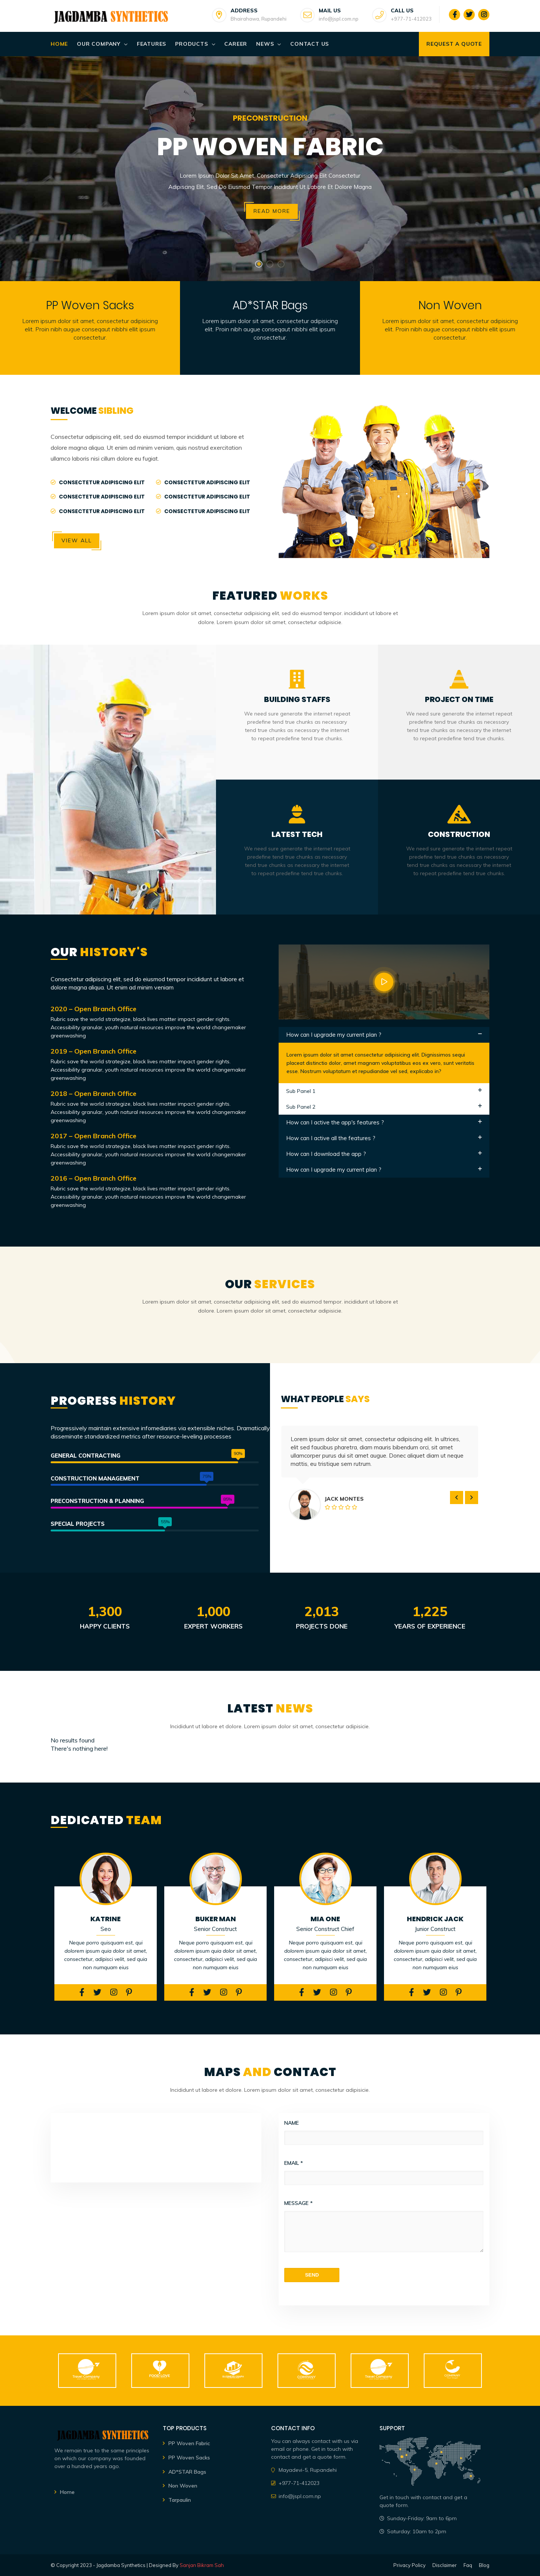 JAGDAMBA SYNTHETICS
ADDRESS
Bhairahawa, Rupandehi
MAIL US
info@jspl.com.np
CALL US
+977-71-412023
HOME
OUR COMPANY
FEATURES
PRODUCTS
CAREER
NEWS
CONTACT US
REQUEST A QUOTE
PRECONSTRUCTION
PP WOVEN FABRIC
Lorem Ipsum Dolor Sit Amet, Consectetur Adipisicing Elit Consectetur
Adipiscing Elit, Sed Do Eiusmod Tempor Incididunt Ut Labore Et Dolore Magna
READ MORE
PP Woven Sacks
Lorem ipsum dolor sit amet, consectetur adipisicing
elit. Proin nibh augue conseqaut nibbhi ellit ipsum
consectetur.
AD*STAR Bags
Lorem ipsum dolor sit amet, consectetur adipisicing
elit. Proin nibh augue conseqaut nibbhi ellit ipsum
consectetur.
Non Woven
Lorem ipsum dolor sit amet, consectetur adipisicing
elit. Proin nibh augue conseqaut nibbhi ellit ipsum
consectetur.
WELCOME SIBLING
Consectetur adipisicing elit, sed do eiusmod tempor incididunt ut labore et
dolore magna aliqua. Ut enim ad minim veniam, quis nostrud exercitation
ullamco laboris nisi cillum dolore eu fugiat.
CONSECTETUR ADIPISCING ELIT
CONSECTETUR ADIPISCING ELIT
CONSECTETUR ADIPISCING ELIT
CONSECTETUR ADIPISCING ELIT
CONSECTETUR ADIPISCING ELIT
CONSECTETUR ADIPISCING ELIT
VIEW ALL
FEATURED WORKS
Lorem ipsum dolor sit amet, consectetur adipisicing elit, sed do eiusmod tempor. incididunt ut labore et
dolore. Lorem ipsum dolor sit amet, consectetur adipisicie.
BUILDING STAFFS
We need sure generate the internet repeat
predefine tend trunks as necessary
tend true chunks as necessary the internet
to repeat predefine tend trunk chunks.
PROJECT ON TIME
We need sure generate the internet repeat
predefine tend trunks as necessary
tend true chunks as necessary the internet
to repeat predefine tend trunk chunks.
LATEST TECH
We need sure generate the internet repeat
predefine tend trunks as necessary
tend true chunks as necessary the internet
to repeat predefine tend trunk chunks.
CONSTRUCTION
We need sure generate the internet repeat
predefine tend trunks as necessary
tend true chunks as necessary the internet
to repeat predefine tend trunk chunks.
OUR HISTORY'S
Consectetur adipisicing elit, sed do eiusmod tempor incididunt ut labore et
dolore magna aliqua. Ut enim ad minim veniam
2020 – Open Branch Office
Rubric save the world strategize, black lives matter impact gender rights.
Accessibility granular, youth natural resources improve the world changemaker
greenwashing
2019 – Open Branch Office
Rubric save the world strategize, black lives matter impact gender rights.
Accessibility granular, youth natural resources improve the world changemaker
greenwashing
2018 – Open Branch Office
Rubric save the world strategize, black lives matter impact gender rights.
Accessibility granular, youth natural resources improve the world changemaker
greenwashing
2017 – Open Branch Office
Rubric save the world strategize, black lives matter impact gender rights.
Accessibility granular, youth natural resources improve the world changemaker
greenwashing
2016 – Open Branch Office
Rubric save the world strategize, black lives matter impact gender rights.
Accessibility granular, youth natural resources improve the world changemaker
greenwashing
How can I upgrade my current plan ?
Lorem ipsum dolor sit amet consectetur adipisicing elit. Dignissimos sequi
placeat distinctio dolor, amet magnam voluptatibus eos ex vero, sunt veritatis
esse. Nostrum voluptatum et repudiandae vel sed, explicabo in?
Sub Panel 1
Sub Panel 2
How can I active the app's features ?
How can I active all the features ?
How can I download the app ?
How can I upgrade my current plan ?
OUR SERVICES
Lorem ipsum dolor sit amet, consectetur adipisicing elit, sed do eiusmod tempor. incididunt ut labore et
dolore. Lorem ipsum dolor sit amet, consectetur adipisicie.
PROGRESS HISTORY
Progressively maintain extensive infomediaries via extensible niches. Dramatically
disseminate standardized metrics after resource-leveling processes
GENERAL CONTRACTING
90%
CONSTRUCTION MANAGEMENT
PRECONSTRUCTION & PLANNING
SPECIAL PROJECTS
WHAT PEOPLE SAYS
Lorem ipsum dolor sit amet, consectetur adipiscing elit. In ultrices,
elit sed faucibus pharetra, diam mauris bibendum orci, sit amet
ullamcorper purus dui sit amet augue. Donec aliquet diam ut neque
mattis, eu tristique sem rutrum.
JACK MONTES
1,300
HAPPY CLIENTS
1,000
EXPERT WORKERS
2,013
PROJECTS DONE
1,225
YEARS OF EXPERIENCE
LATEST NEWS
Incididunt ut labore et dolore. Lorem ipsum dolor sit amet, consectetur adipisicie.
No results found
There's nothing here!
DEDICATED TEAM
KATRINE
Seo
Neque porro quisquam est, qui
dolorem ipsum quia dolor sit amet,
consectetur, adipisci velit, sed quia
non numquam eius
BUKER MAN
Senior Construct
Neque porro quisquam est, qui
dolorem ipsum quia dolor sit amet,
consectetur, adipisci velit, sed quia
non numquam eius
MIA ONE
Senior Construct Chief
Neque porro quisquam est, qui
dolorem ipsum quia dolor sit amet,
consectetur, adipisci velit, sed quia
non numquam eius
HENDRICK JACK
Junior Construct
Neque porro quisquam est, qui
dolorem ipsum quia dolor sit amet,
consectetur, adipisci velit, sed quia
non numquam eius
MAPS AND CONTACT
Incididunt ut labore et dolore. Lorem ipsum dolor sit amet, consectetur adipisicie.
NAME
EMAIL *
MESSAGE *
SEND
JAGDAMBA SYNTHETICS
We remain true to the same principles
on which our company was founded
over a hundred years ago.
Home
TOP PRODUCTS
PP Woven Fabric
PP Woven Sacks
AD*STAR Bags
Non Woven
Tarpaulin
CONTACT INFO
You can always contact with us via
email or phone. Get in touch with
contact and get a quote form.
Mayadevi-5, Rupandehi
+977-71-412023
info@jspl.com.np
SUPPORT
Get in touch with contact and get a
quote form.
Sunday-Friday: 9am to 6pm
Saturday: 10am to 2pm
© Copyright 2023 - Jagdamba Synthetics | Designed By Sanjan Bikram Sah
Privacy Policy
Disclaimer
Faq
Blog